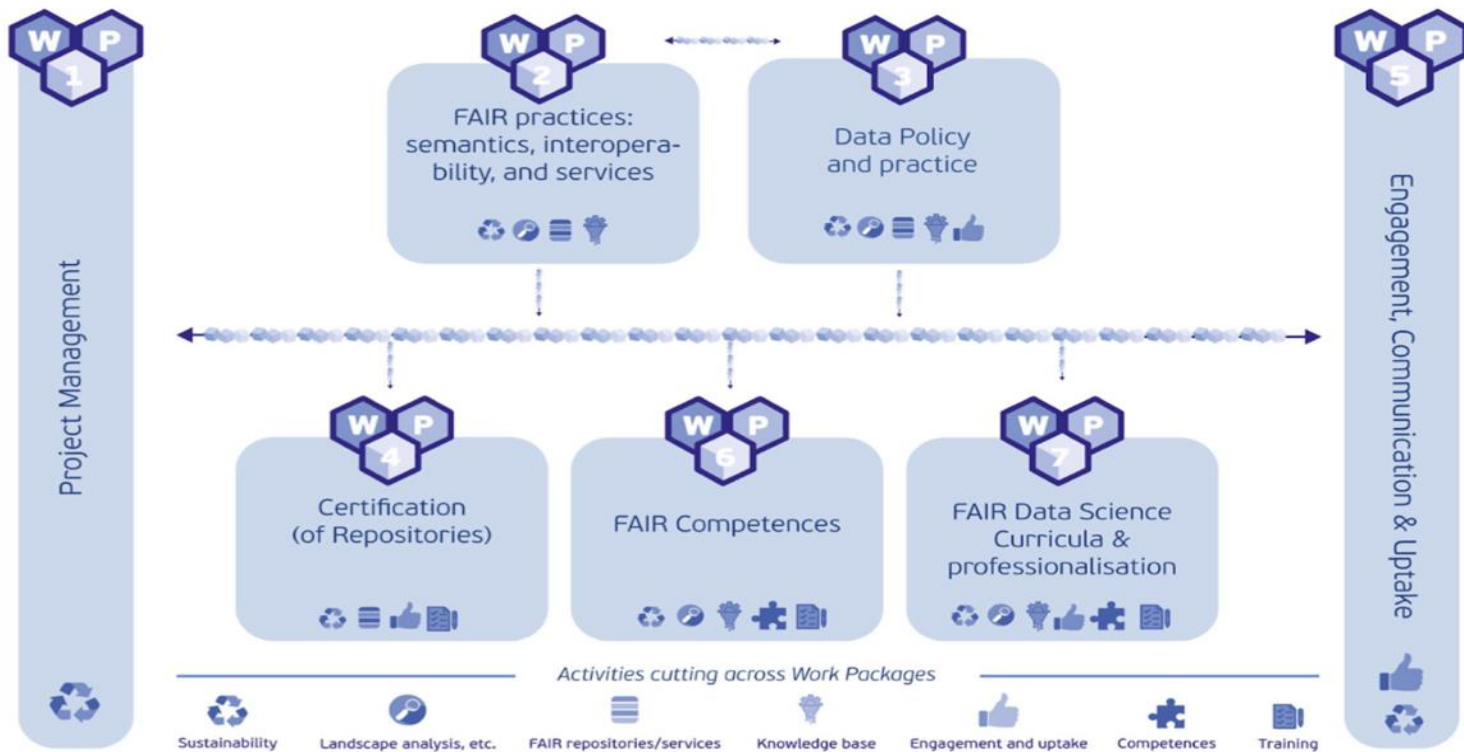 W P
1
Project Management
W P
2
FAIR practices:
semantics, interopera-
bility, and services
W P
3
Data Policy
and practice
W P
4
Certification
(of Repositories)
W P
6
FAIR Competences
W P
7
FAIR Data Science
Curricula &
professionalisation
W P
5
Engagement, Communication & Uptake
Activities cutting across Work Packages
Sustainability
Landscape analysis, etc.
FAIR repositories/services
Knowledge base
Engagement and uptake
Competences
Training